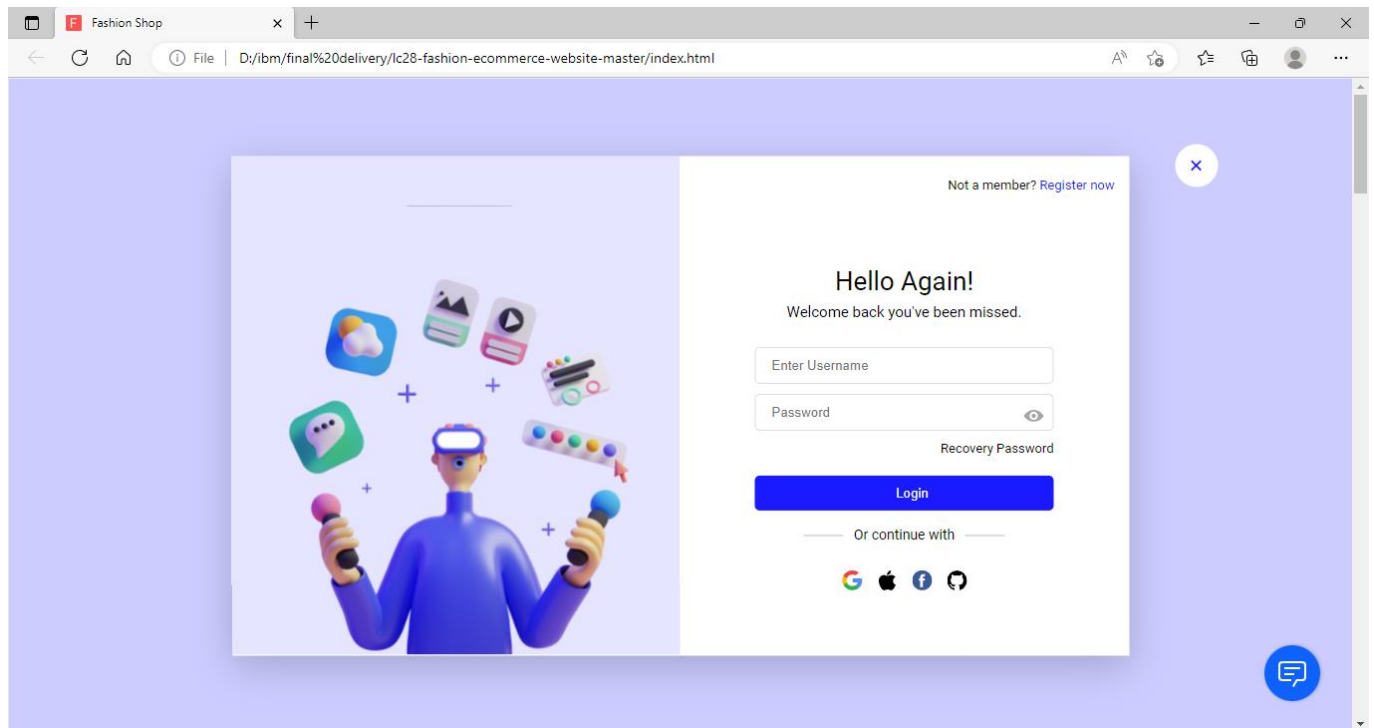 Fashion Shop
File D:/ibm/final%20delivery/lc28-fashion-ecommerce-website-master/index.html
Not a member? Register now
Hello Again!
Welcome back you've been missed.
Enter Username
Password
Recovery Password
Login
Or continue with